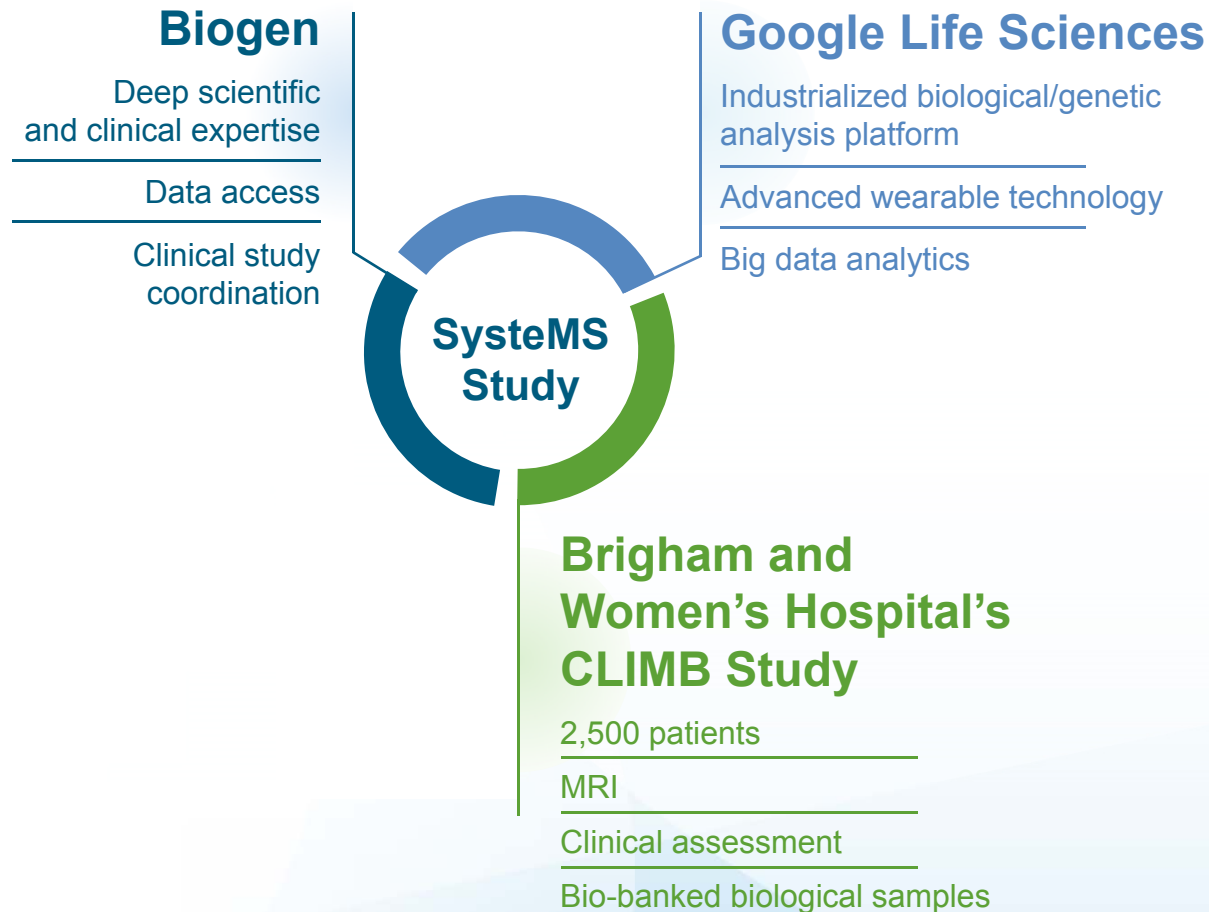 Biogen
Deep scientific
and clinical expertise
Data access
Clinical study
coordination
Google Life Sciences
Industrialized biological/genetic
analysis platform
Advanced wearable technology
Big data analytics
SysteMS
Study
Brigham and
Women’s Hospital’s
CLIMB Study
2,500 patients
MRI
Clinical assessment
Bio-banked biological samples